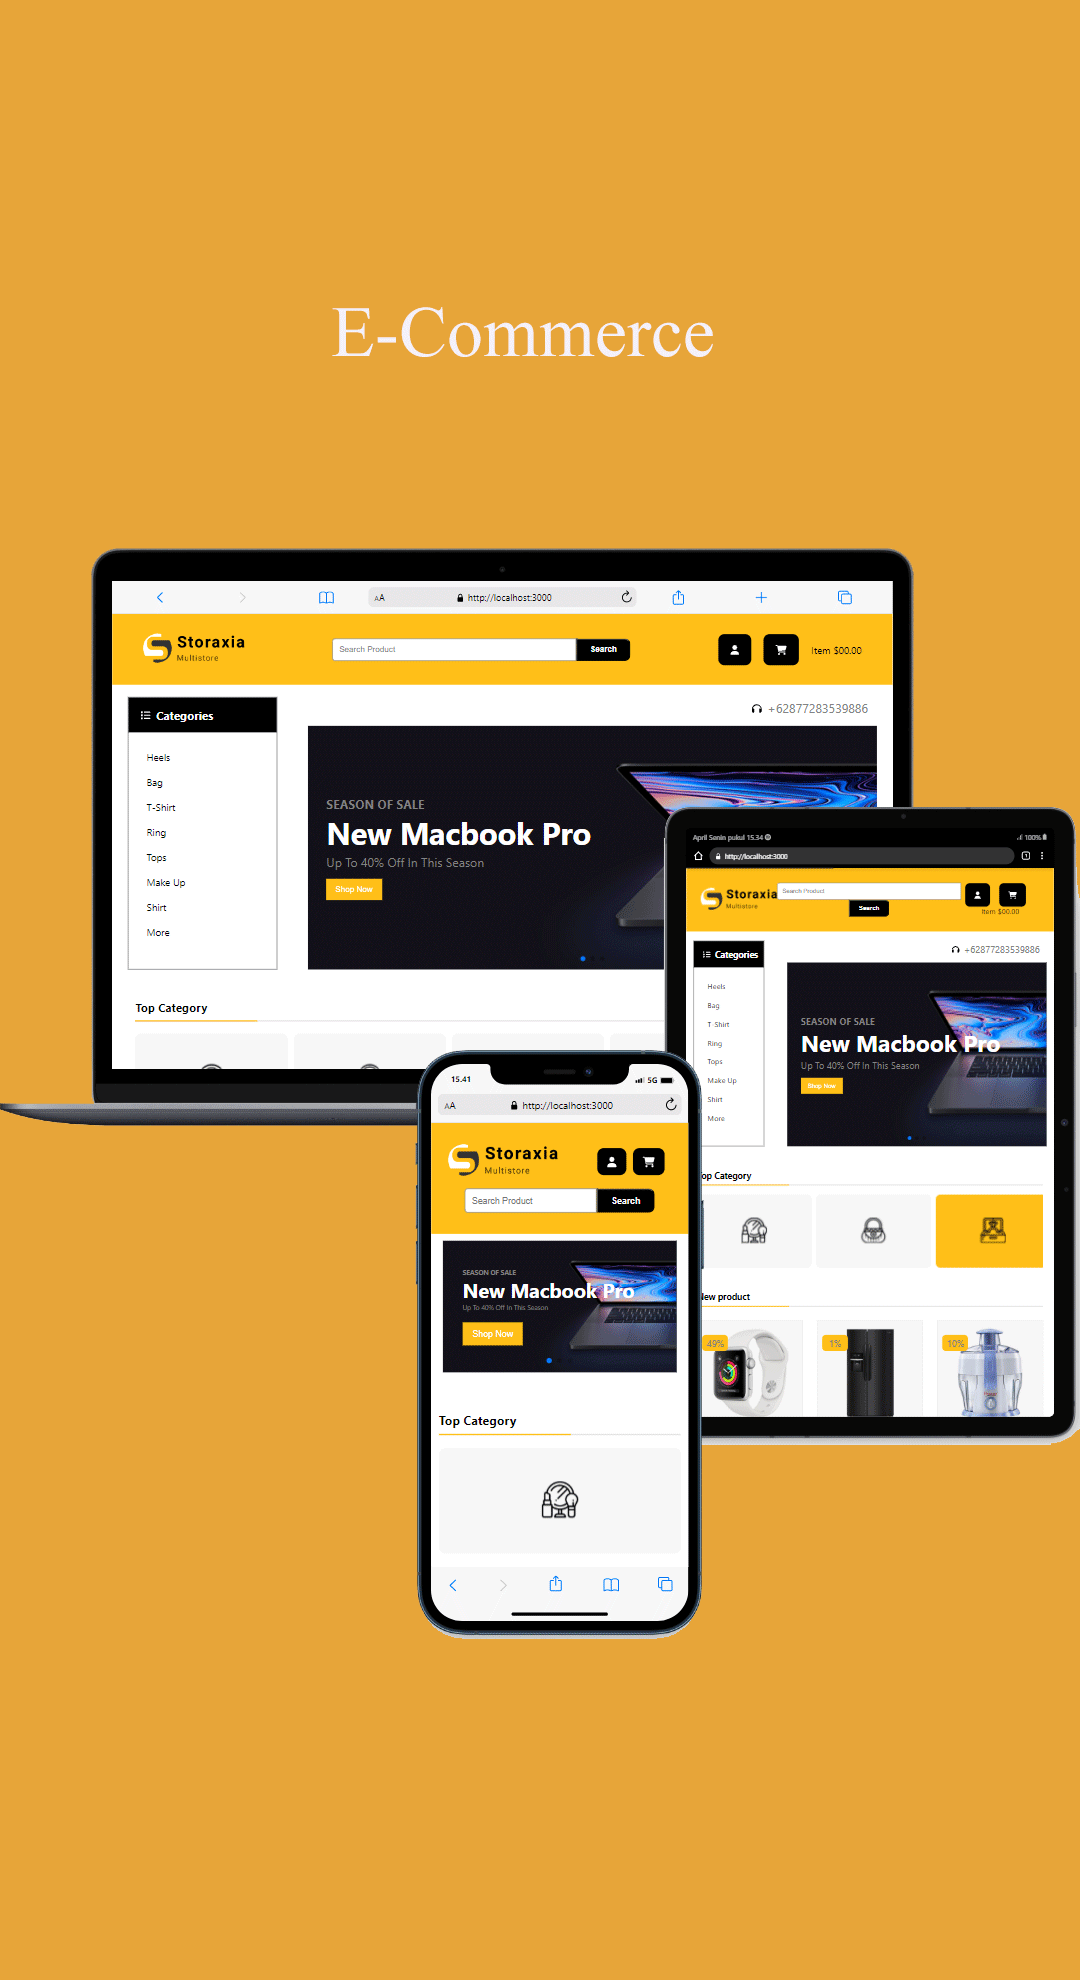 E-Commerce
AA http://localhost:3000
Storaxia
Multistore
Search Product Search
Item $00.00
Categories
+62877283539886
Heels
Bag
T-Shirt
Ring
Tops
Make Up
Shirt
More
SEASON OF SALE
New Macbook Pro
Up To 40% Off In This Season
Shop Now
Top Category
April Senin pukul 15.34 100%
http://localhost:3000 1
Storaxia
Multistore
Search Product
Search
Item $00.00
Categories
+62877283539886
Heels
Bag
T-Shirt
Ring
Tops
Make Up
Shirt
More
SEASON OF SALE
New Macbook Pro
Up To 40% Off In This Season
Shop Now
op Category
ew product
49% 1% 10%
15.41 5G
AA http://localhost:3000
Storaxia
Multistore
Search Product Search
SEASON OF SALE
New Macbook Pro
Up To 40% Off In This Season
Shop Now
Top Category